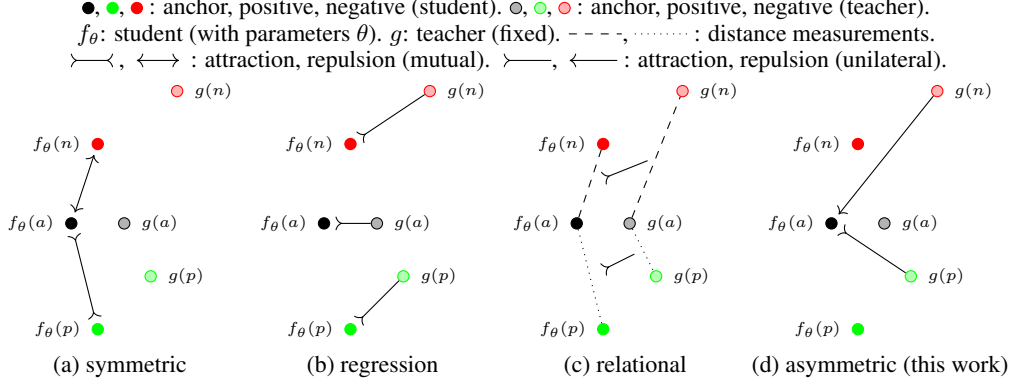 ●, ●, ● : anchor, positive, negative (student). ●, ●, ● : anchor, positive, negative (teacher).
fθ: student (with parameters θ). g: teacher (fixed). - - - -, ········ : distance measurements.
>—<, <—> : attraction, repulsion (mutual). >—, <— : attraction, repulsion (unilateral).
g(n) g(n) g(n) g(n)
fθ(n) fθ(n) fθ(n) fθ(n)
fθ(a) g(a) fθ(a) g(a) fθ(a) g(a) fθ(a) g(a)
g(p) g(p) g(p) g(p)
fθ(p) fθ(p) fθ(p) fθ(p)
(a) symmetric (b) regression (c) relational (d) asymmetric (this work)